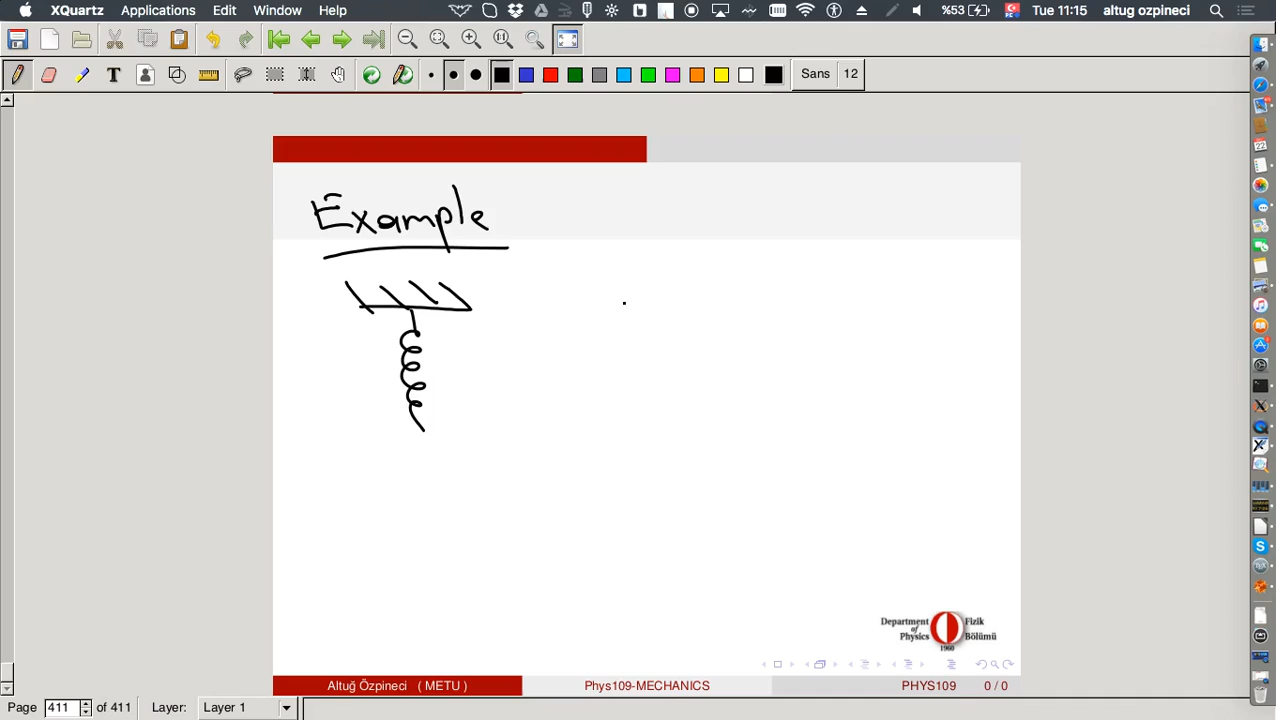 XQuartz Applications Edit Window Help %53 Tue 11:15 altug ozpineci
Sans 12
Example
Department of Physics Fizik Bölümü
1960
Altuğ Özpineci ( METU ) Phys109-MECHANICS PHYS109 0 / 0
Page 411 of 411 Layer: Layer 1